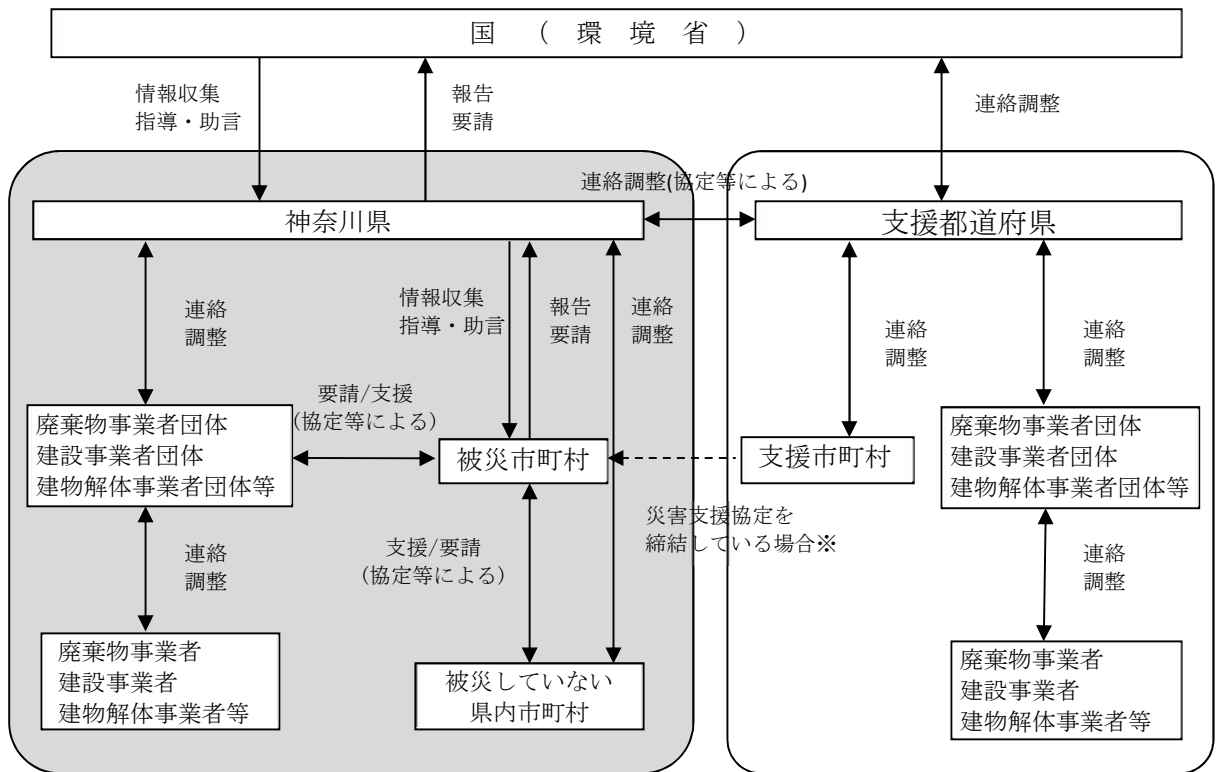 国（環境省）
情報収集
指導・助言
報告
要請
連絡調整
連絡調整(協定等による)
神奈川県
支援都道府県
連絡
調整
情報収集
指導・助言
報告
要請
連絡
調整
連絡
調整
連絡
調整
要請/支援
（協定等による）
廃棄物事業者団体
建設事業者団体
建物解体事業者団体等
被災市町村
支援市町村
廃棄物事業者団体
建設事業者団体
建物解体事業者団体等
災害支援協定を
締結している場合※
連絡
調整
支援/要請
（協定等による）
連絡
調整
廃棄物事業者
建設事業者
建物解体事業者等
被災していない
県内市町村
廃棄物事業者
建設事業者
建物解体事業者等